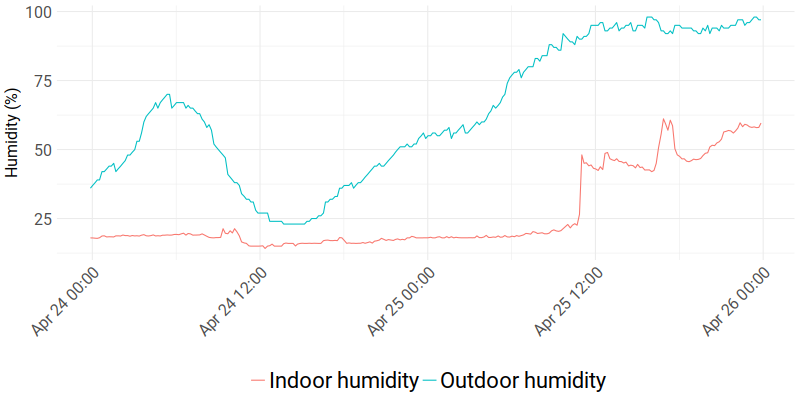 Humidity (%)
100
75
50
25
Apr 24 00:00
Apr 24 12:00
Apr 25 00:00
Apr 25 12:00
Apr 26 00:00
Indoor humidity
Outdoor humidity